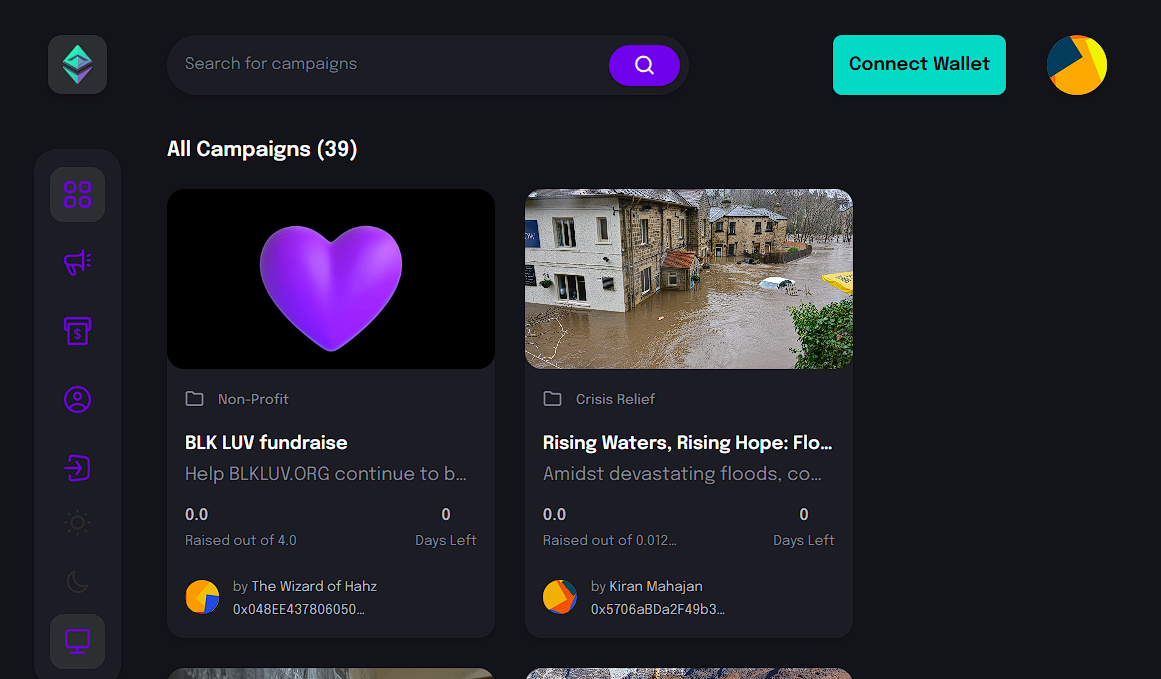 Search for campaigns
Connect Wallet
All Campaigns (39)
Non-Profit
BLK LUV fundraise
Help BLKLUV.ORG continue to b...
0.0
0
Raised out of 4.0
Days Left
by The Wizard of Hahz
0x048EE437806050...
Crisis Relief
Rising Waters, Rising Hope: Flo...
Amidst devastating floods, co...
0.0
0
Raised out of 0.012...
Days Left
by Kiran Mahajan
0x5706aBDa2F49b3...